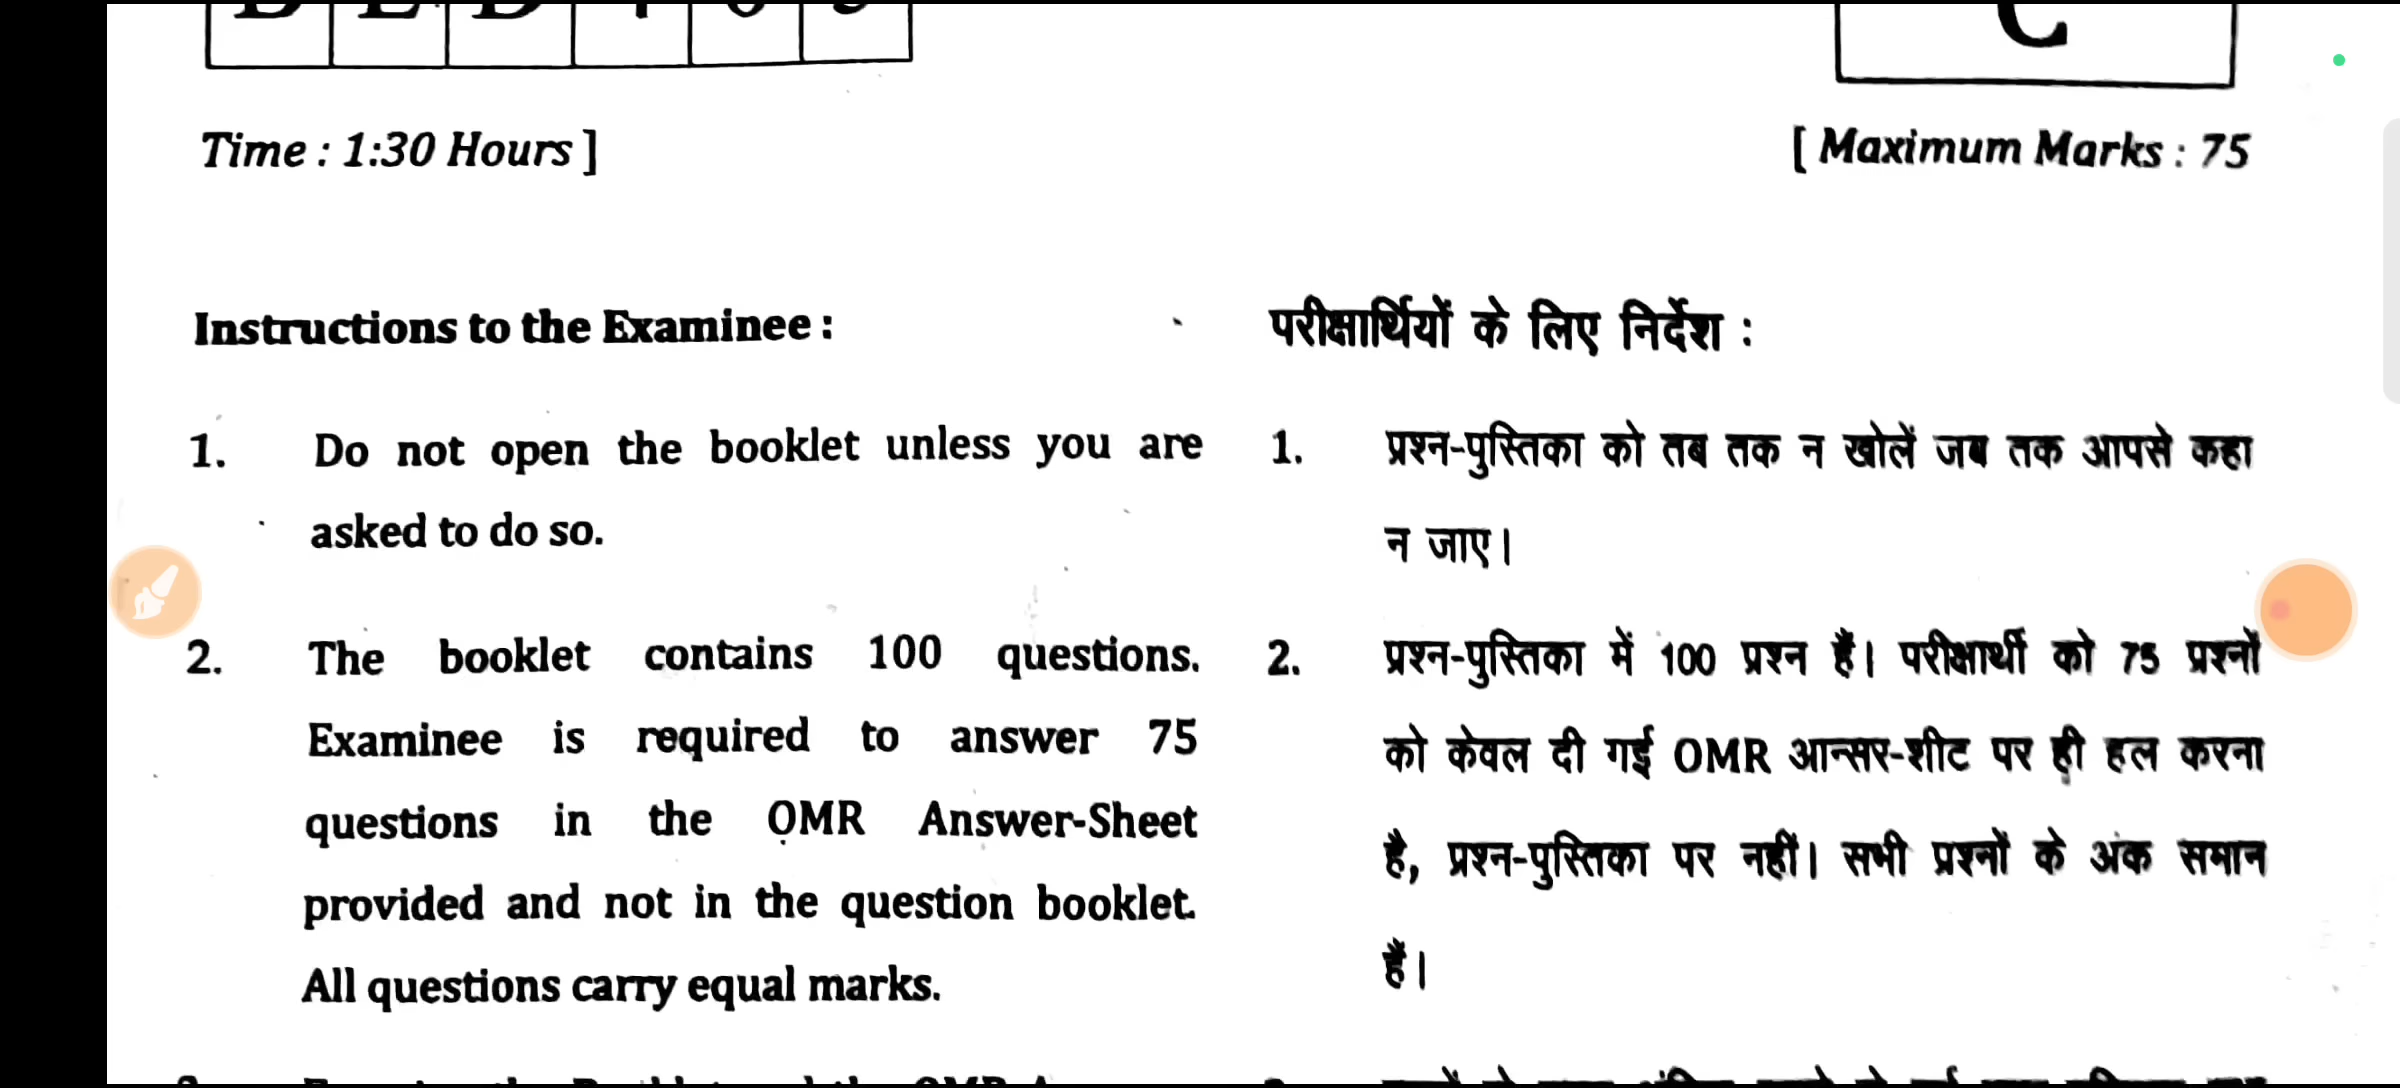 Time : 1:30 Hours ]
[ Maximum Marks : 75
Instructions to the Examinee :
1. Do not open the booklet unless you are
asked to do so.
2. The booklet contains 100 questions.
Examinee is required to answer 75
questions in the OMR Answer-Sheet
provided and not in the question booklet.
All questions carry equal marks.
परीक्षार्थियों के लिए निर्देश :
1. प्रश्न-पुस्तिका को तब तक न खोलें जब तक आपसे कहा
न जाए।
2. प्रश्न-पुस्तिका में 100 प्रश्न हैं। परीक्षार्थी को 75 प्रश्नों
को केवल दी गई OMR आन्सर-शीट पर ही हल करना
है, प्रश्न-पुस्तिका पर नहीं। सभी प्रश्नों के अंक समान
हैं।